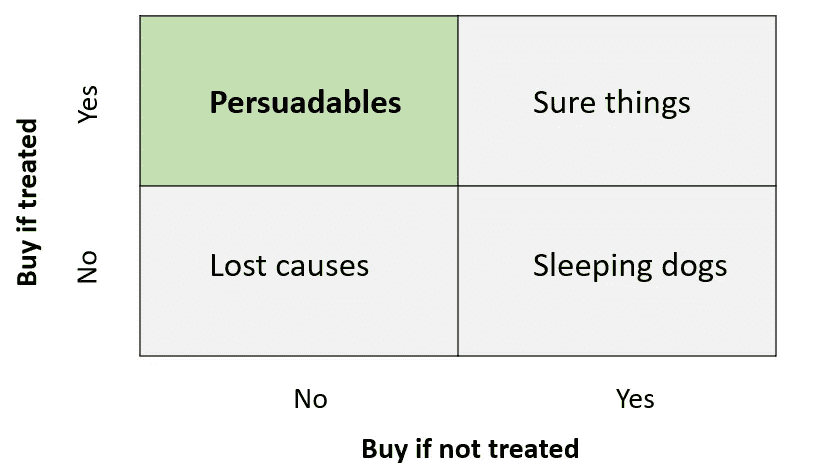 Buy if treated
Yes
Persuadables
Sure things
No
Lost causes
Sleeping dogs
No
Yes
Buy if not treated